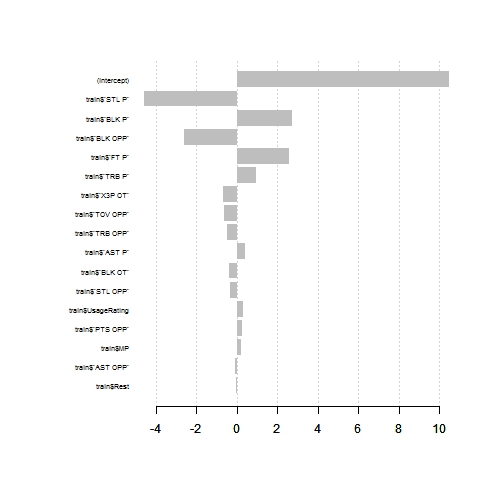 (Intercept)
train$"STL P"
train$"BLK P"
train$"BLK OPP"
train$"FT P"
train$"TRB P"
train$"X3P OT"
train$"TOV OPP"
train$"TRB OPP"
train$"AST P"
train$"BLK OT"
train$"STL OPP"
train$UsageRating
train$"PTS OPP"
train$MP
train$"AST OPP"
train$Rest
-4 -2 0 2 4 6 8 10